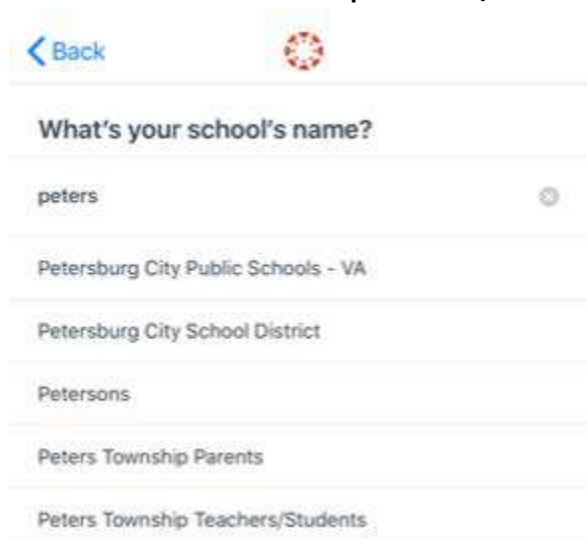 Back
What's your school's name?
peters
Petersburg City Public Schools - VA
Petersburg City School District
Petersons
Peters Township Parents
Peters Township Teachers/Students